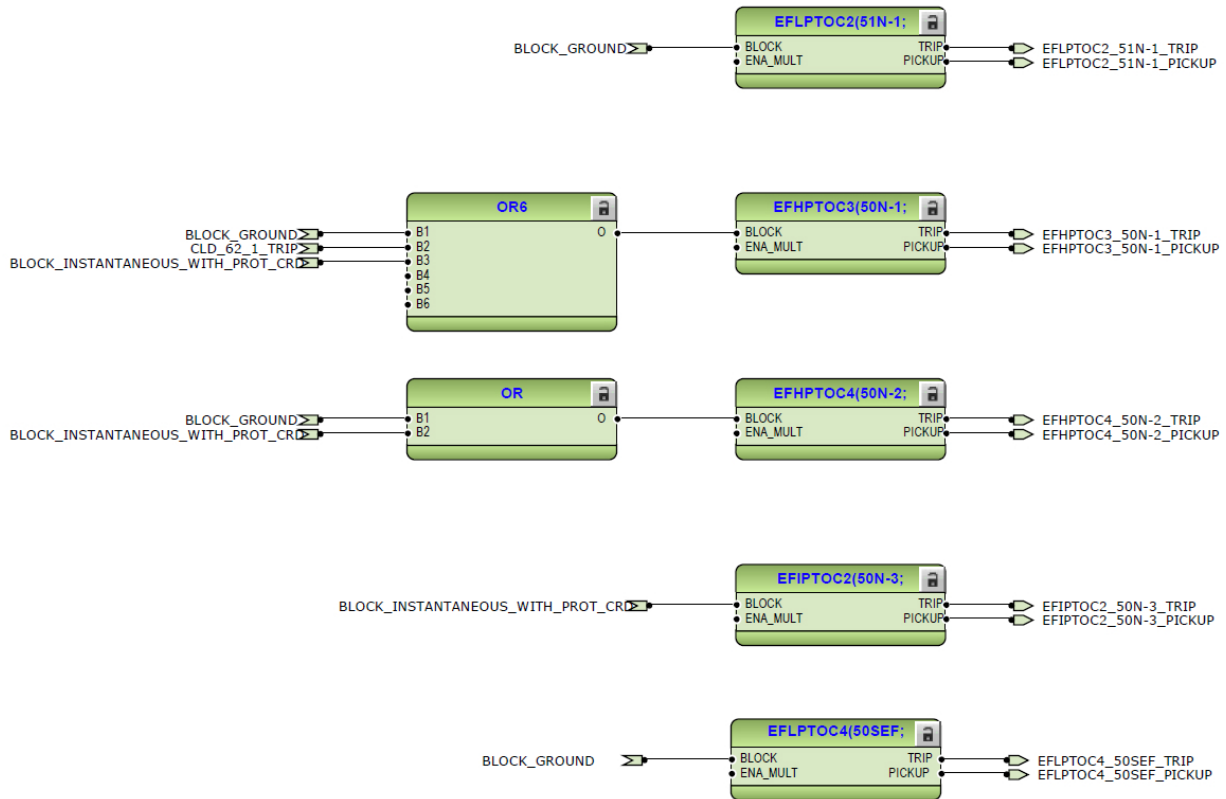 EFLPTOC2(51N-1;
BLOCK_GROUND
BLOCK TRIP
ENA_MULT PICKUP
EFLPTOC2_51N-1_TRIP
EFLPTOC2_51N-1_PICKUP
OR6
BLOCK_GROUND
CLD_62_1_TRIP
BLOCK_INSTANTANEOUS_WITH_PROT_CRD
B1 O
B2
B3
B4
B5
B6
EFHPTOC3(50N-1;
BLOCK TRIP
ENA_MULT PICKUP
EFHPTOC3_50N-1_TRIP
EFHPTOC3_50N-1_PICKUP
OR
BLOCK_GROUND
BLOCK_INSTANTANEOUS_WITH_PROT_CRD
B1 O
B2
EFHPTOC4(50N-2;
BLOCK TRIP
ENA_MULT PICKUP
EFHPTOC4_50N-2_TRIP
EFHPTOC4_50N-2_PICKUP
EFIPTOC2(50N-3;
BLOCK_INSTANTANEOUS_WITH_PROT_CRD
BLOCK TRIP
ENA_MULT PICKUP
EFIPTOC2_50N-3_TRIP
EFIPTOC2_50N-3_PICKUP
EFLPTOC4(50SEF;
BLOCK_GROUND
BLOCK TRIP
ENA_MULT PICKUP
EFLPTOC4_50SEF_TRIP
EFLPTOC4_50SEF_PICKUP